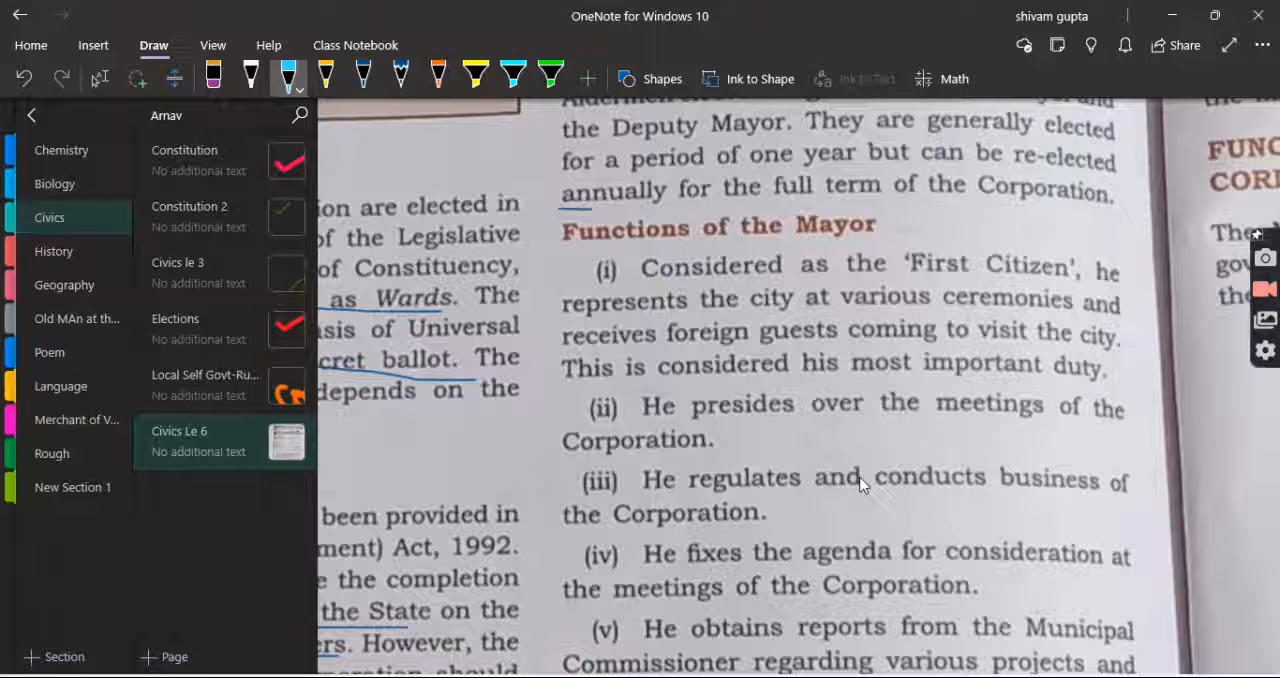 OneNote for Windows 10
shivam gupta
Home Insert Draw View Help Class Notebook
Share
Shapes
Ink to Shape
Ink to Text
Math
Arnav
Chemistry
Biology
Civics
History
Geography
Old MAn at th...
Poem
Language
Merchant of V...
Rough
New Section 1
Section
Constitution
No additional text
Constitution 2
No additional text
Civics le 3
No additional text
Elections
No additional text
Local Self Govt-Ru...
No additional text
Civics Le 6
No additional text
Page
ion are elected in
of the Legislative
of Constituency,
as Wards. The
asis of Universal
cret ballot. The
depends on the
been provided in
ment) Act, 1992.
e the completion
the State on the
ers. However, the
and
the Deputy Mayor. They are generally elected
for a period of one year but can be re-elected
annually for the full term of the Corporation.
Functions of the Mayor
(i) Considered as the ‘First Citizen’, he
represents the city at various ceremonies and
receives foreign guests coming to visit the city.
This is considered his most important duty.
(ii) He presides over the meetings of the
Corporation.
(iii) He regulates and conducts business of
the Corporation.
(iv) He fixes the agenda for consideration at
the meetings of the Corporation.
(v) He obtains reports from the Municipal
Commissioner regarding various projects and
FUNC
CORI
The
gov
the